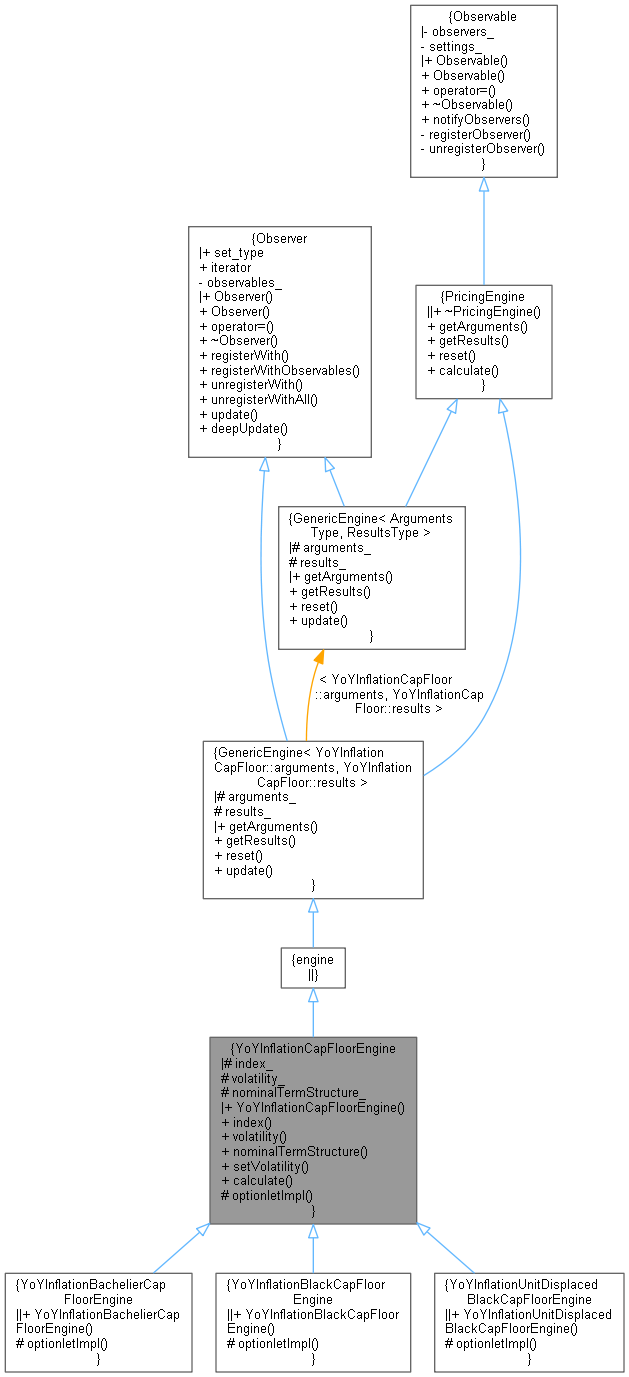 {Observable
|- observers_
- settings_
|+ Observable()
+ Observable()
+ operator=()
+ ~Observable()
+ notifyObservers()
- registerObserver()
- unregisterObserver()
}
{Observer
|+ set_type
+ iterator
- observables_
|+ Observer()
+ Observer()
+ operator=()
+ ~Observer()
+ registerWith()
+ registerWithObservables()
+ unregisterWith()
+ unregisterWithAll()
+ update()
+ deepUpdate()
}
{PricingEngine
||+ ~PricingEngine()
+ getArguments()
+ getResults()
+ reset()
+ calculate()
}
{GenericEngine< Arguments
Type, ResultsType >
|# arguments_
# results_
|+ getArguments()
+ getResults()
+ reset()
+ update()
}
< YoYInflationCapFloor
::arguments, YoYInflationCap
Floor::results >
{GenericEngine< YoYInflation
CapFloor::arguments, YoYInflation
CapFloor::results >
|# arguments_
# results_
|+ getArguments()
+ getResults()
+ reset()
+ update()
}
{engine
||}
{YoYInflationCapFloorEngine
|# index_
# volatility_
# nominalTermStructure_
|+ YoYInflationCapFloorEngine()
+ index()
+ volatility()
+ nominalTermStructure()
+ setVolatility()
+ calculate()
# optionletImpl()
}
{YoYInflationBachelierCap
FloorEngine
||+ YoYInflationBachelierCap
FloorEngine()
# optionletImpl()
}
{YoYInflationBlackCapFloor
Engine
||+ YoYInflationBlackCapFloor
Engine()
# optionletImpl()
}
{YoYInflationUnitDisplaced
BlackCapFloorEngine
||+ YoYInflationUnitDisplaced
BlackCapFloorEngine()
# optionletImpl()
}